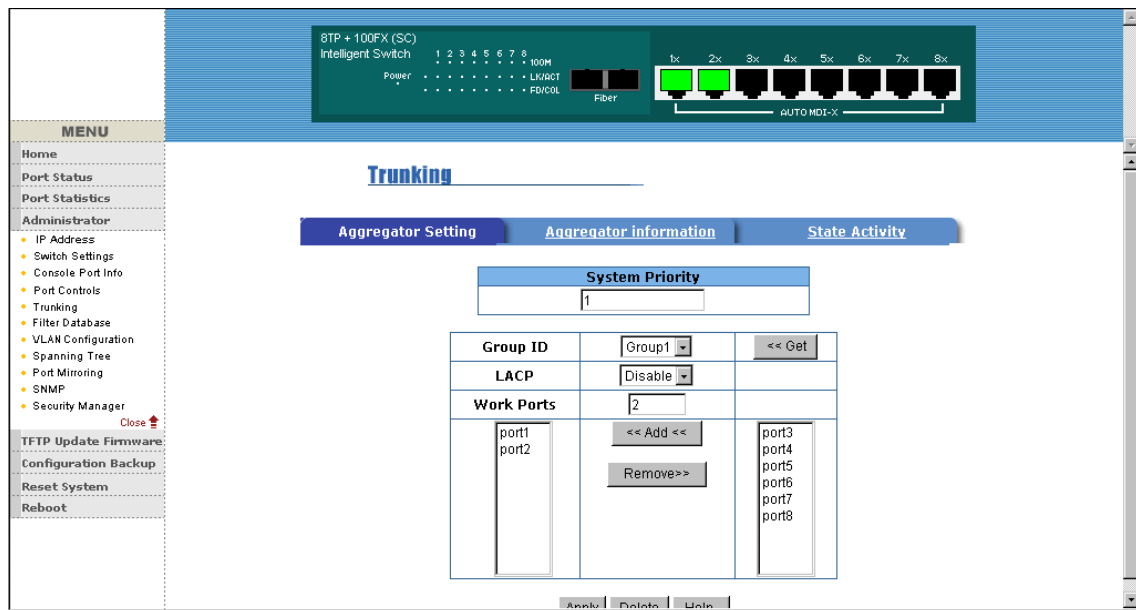 8TP + 100FX (SC)
Intelligent Switch
1 2 3 4 5 6 7 8
100M
Power
LK/ACT
FD/COL
Fiber
1x 2x 3x 4x 5x 6x 7x 8x
AUTO MDI-X
MENU
Home
Port Status
Port Statistics
Administrator
IP Address
Switch Settings
Console Port Info
Port Controls
Trunking
Filter Database
VLAN Configuration
Spanning Tree
Port Mirroring
SNMP
Security Manager
Close
TFTP Update Firmware
Configuration Backup
Reset System
Reboot
Trunking
Aggregator Setting Aggregator information State Activity
System Priority
1
Group ID Group1 << Get
LACP Disable
Work Ports 2
port1
port2
<< Add <<
Remove>>
port3
port4
port5
port6
port7
port8
Apply Delete Help